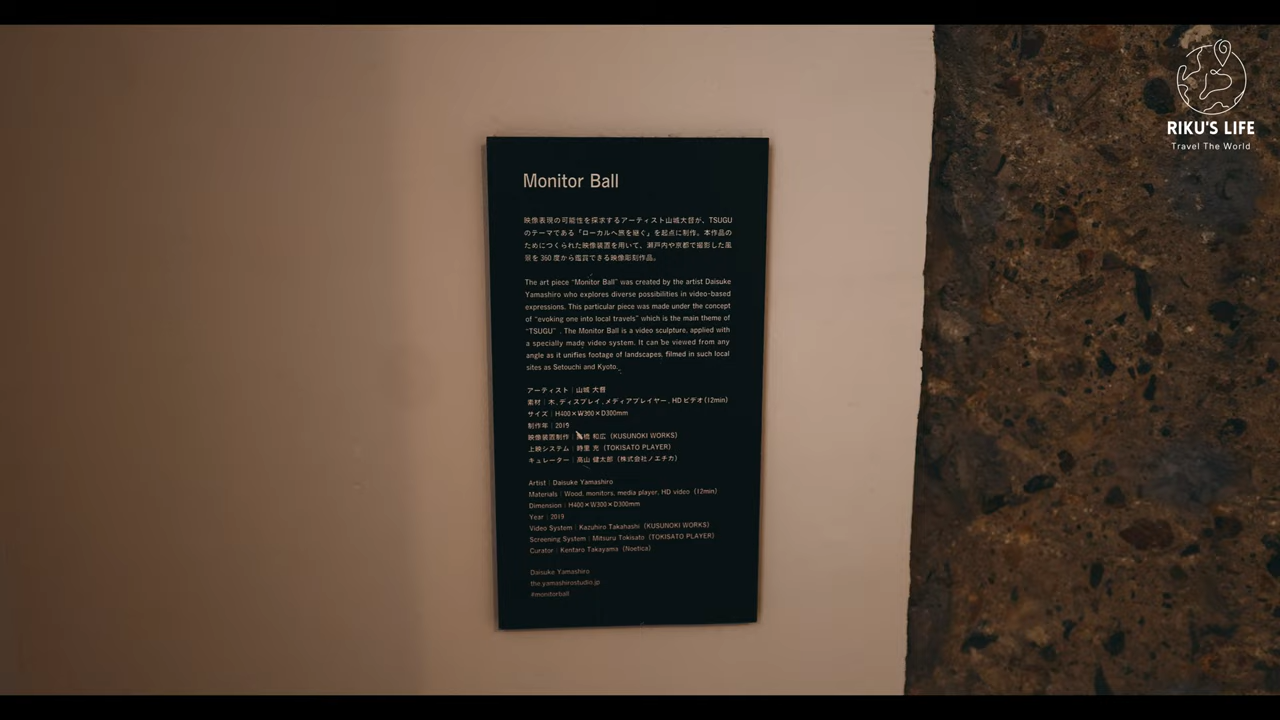 RIKU'S LIFE
Travel The World
Monitor Ball
映像表現の可能性を探求するアーティスト山城大督が、TSUGU
のテーマである「ローカルへ旅を継ぐ」を起点に制作。本作品の
ためにつくられた映像装置を用いて、瀬戸内や京都で撮影した風
景を 360 度から鑑賞できる映像彫刻作品。
The art piece “Monitor Ball” was created by the artist Daisuke
Yamashiro who explores diverse possibilities in video-based
expressions. This particular piece was made under the concept
of “evoking one into local travels” which is the main theme of
“TSUGU” . The Monitor Ball is a video sculpture, applied with
a specially made video system. It can be viewed from any
angle as it unifies footage of landscapes, filmed in such local
sites as Setouchi and Kyoto.
アーティスト｜山城 大督
素材｜木, ディスプレイ, メディアプレイヤー, HD ビデオ (12min)
サイズ｜H400×W300×D300mm
制作年｜2019
映像装置制作｜髙橋 和広（KUSUNOKI WORKS）
上映システム｜時里 充（TOKISATO PLAYER）
キュレーター｜高山 健太郎（株式会社ノエチカ）
Artist｜Daisuke Yamashiro
Materials｜Wood, monitors, media player, HD video（12min）
Dimension｜H400×W300×D300mm
Year｜2019
Video System｜Kazuhiro Takahashi（KUSUNOKI WORKS）
Screening System｜Mitsuru Tokisato（TOKISATO PLAYER）
Curator｜Kentaro Takayama（Noetica）
Daisuke Yamashiro
the.yamashirostudio.jp
#monitorball